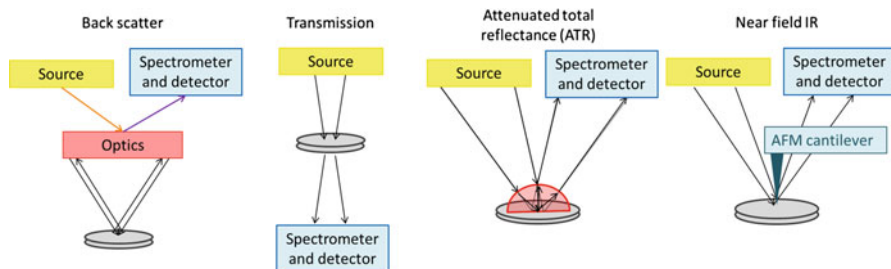 Back scatter
Source
Spectrometer
and detector
Optics
Transmission
Source
Spectrometer
and detector
Attenuated total
reflectance (ATR)
Source
Spectrometer
and detector
Near field IR
Source
Spectrometer
and detector
AFM cantilever